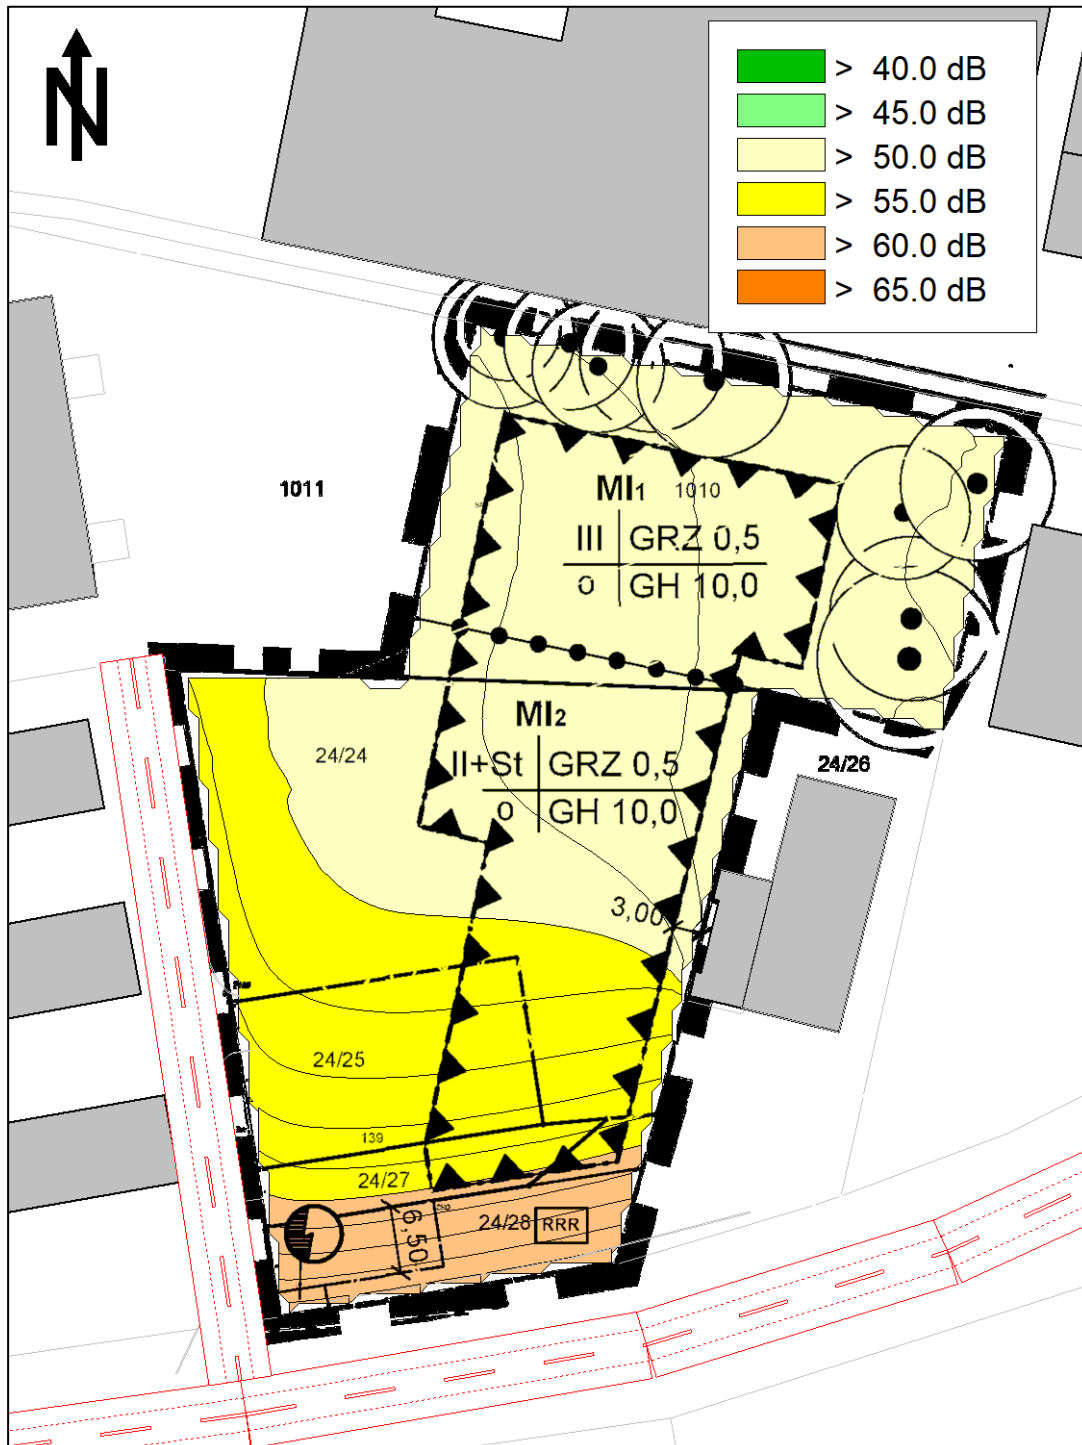 N
> 40.0 dB
> 45.0 dB
> 50.0 dB
> 55.0 dB
> 60.0 dB
> 65.0 dB
1011
MI1 1010
III GRZ 0,5
o GH 10,0
MI2
24/24
II+St GRZ 0,5
o GH 10,0
24/26
3,00
24/25
139
24/27
6,50
24/28 RRR